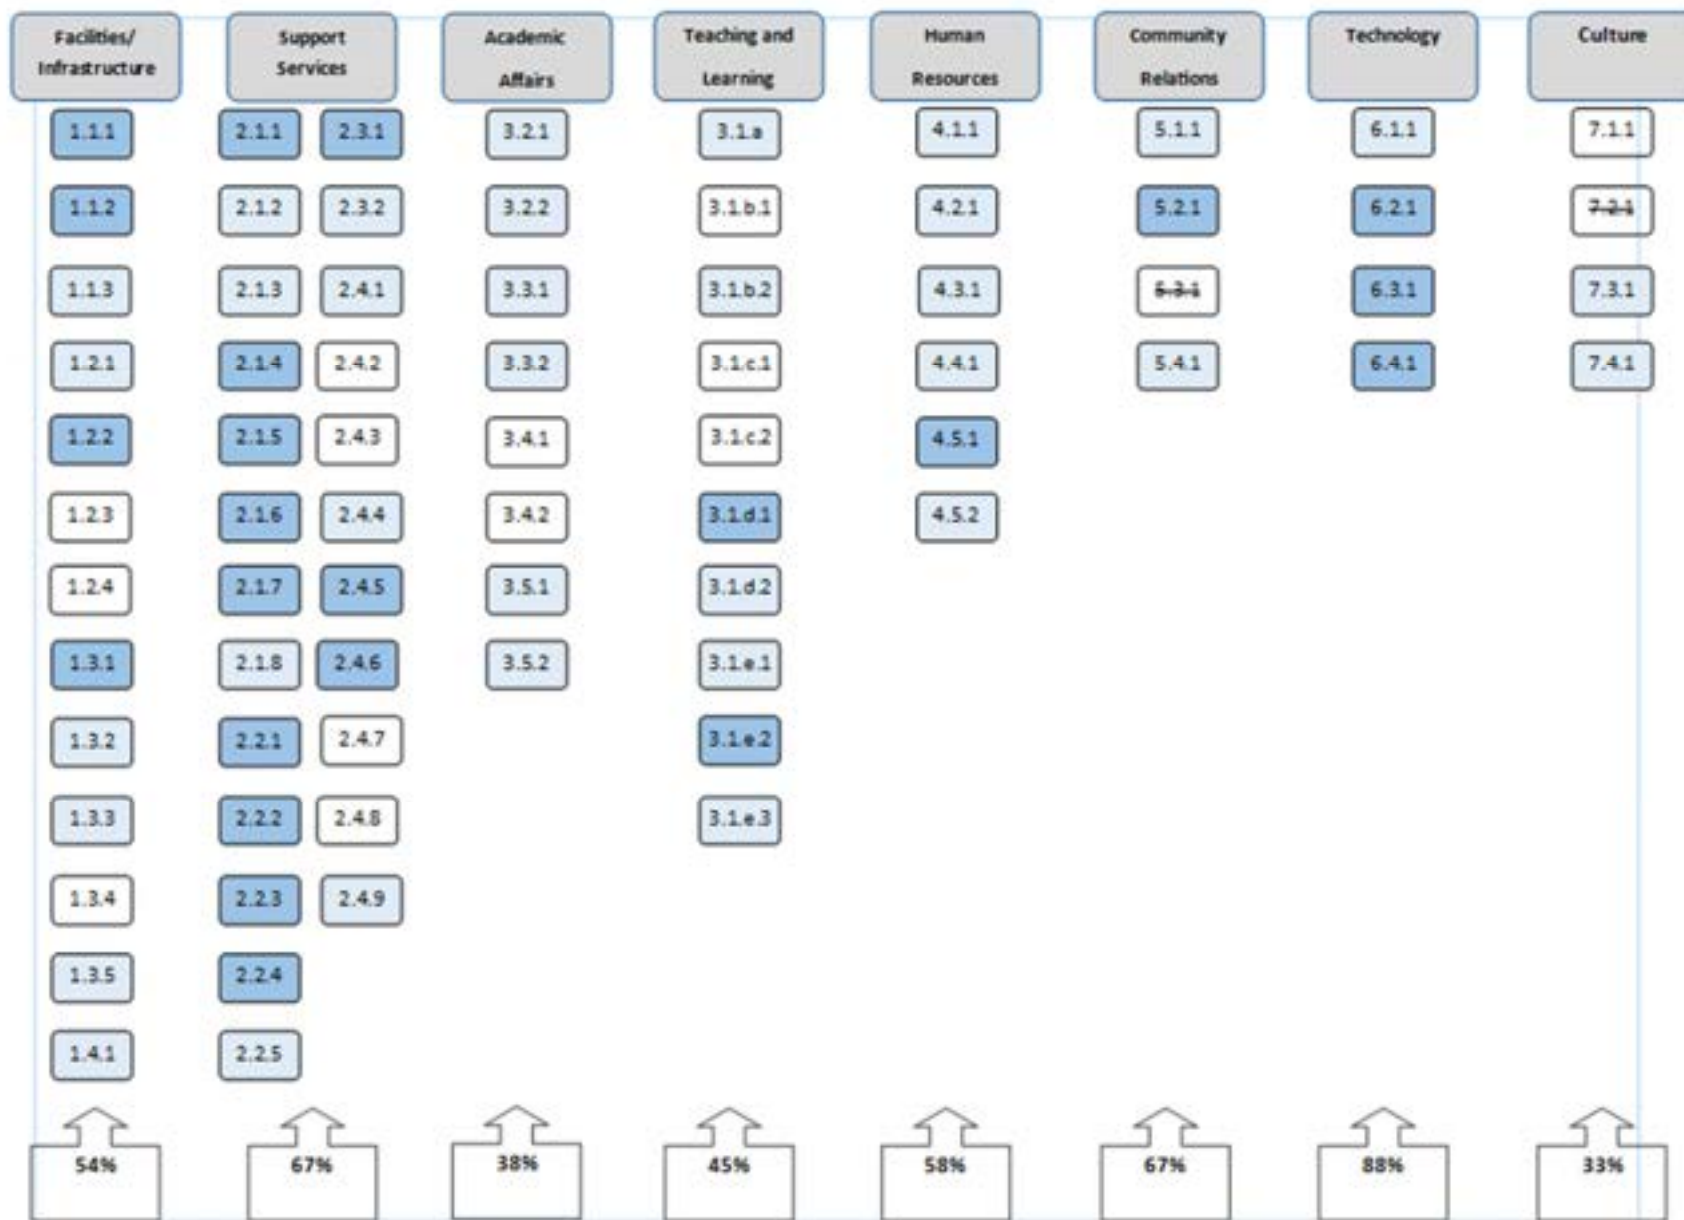 Facilities/
Infrastructure
Support
Services
Academic
Affairs
Teaching and
Learning
Human
Resources
Community
Relations
Technology
Culture
1.1.1 2.1.1 2.3.1 3.2.1 3.1.a 4.1.1 5.1.1 6.1.1 7.1.1
1.1.2 2.1.2 2.3.2 3.2.2 3.1.b.1 4.2.1 5.2.1 6.2.1 7.2.1
1.1.3 2.1.3 2.4.1 3.3.1 3.1.b.2 4.3.1 5.3.1 6.3.1 7.3.1
1.2.1 2.1.4 2.4.2 3.3.2 3.1.c.1 4.4.1 5.4.1 6.4.1 7.4.1
1.2.2 2.1.5 2.4.3 3.4.1 3.1.c.2 4.5.1
1.2.3 2.1.6 2.4.4 3.4.2 3.1.d.1 4.5.2
1.2.4 2.1.7 2.4.5 3.5.1 3.1.d.2
1.3.1 2.1.8 2.4.6 3.5.2 3.1.e.1
1.3.2 2.2.1 2.4.7 3.1.e.2
1.3.3 2.2.2 2.4.8 3.1.e.3
1.3.4 2.2.3 2.4.9
1.3.5 2.2.4
1.4.1 2.2.5
54% 67% 38% 45% 58% 67% 88% 33%